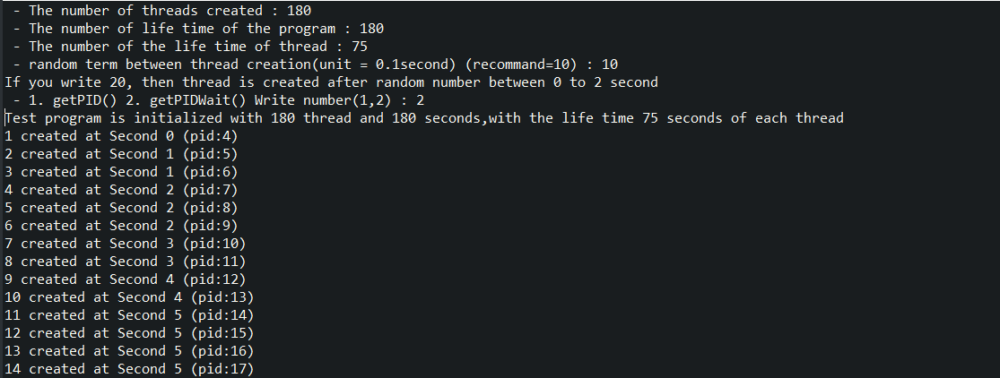 - The number of threads created : 180
- The number of life time of the program : 180
- The number of the life time of thread : 75
- random term between thread creation(unit = 0.1second) (recommand=10) : 10
If you write 20, then thread is created after random number between 0 to 2 second
- 1. getPID() 2. getPIDWait() Write number(1,2) : 2
Test program is initialized with 180 thread and 180 seconds,with the life time 75 seconds of each thread
1 created at Second 0 (pid:4)
2 created at Second 1 (pid:5)
3 created at Second 1 (pid:6)
4 created at Second 2 (pid:7)
5 created at Second 2 (pid:8)
6 created at Second 2 (pid:9)
7 created at Second 3 (pid:10)
8 created at Second 3 (pid:11)
9 created at Second 4 (pid:12)
10 created at Second 4 (pid:13)
11 created at Second 5 (pid:14)
12 created at Second 5 (pid:15)
13 created at Second 5 (pid:16)
14 created at Second 5 (pid:17)